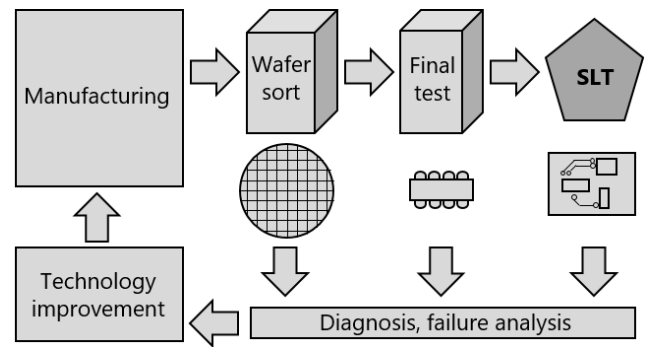 Manufacturing
Wafer
sort
Final
test
SLT
Technology
improvement
Diagnosis, failure analysis